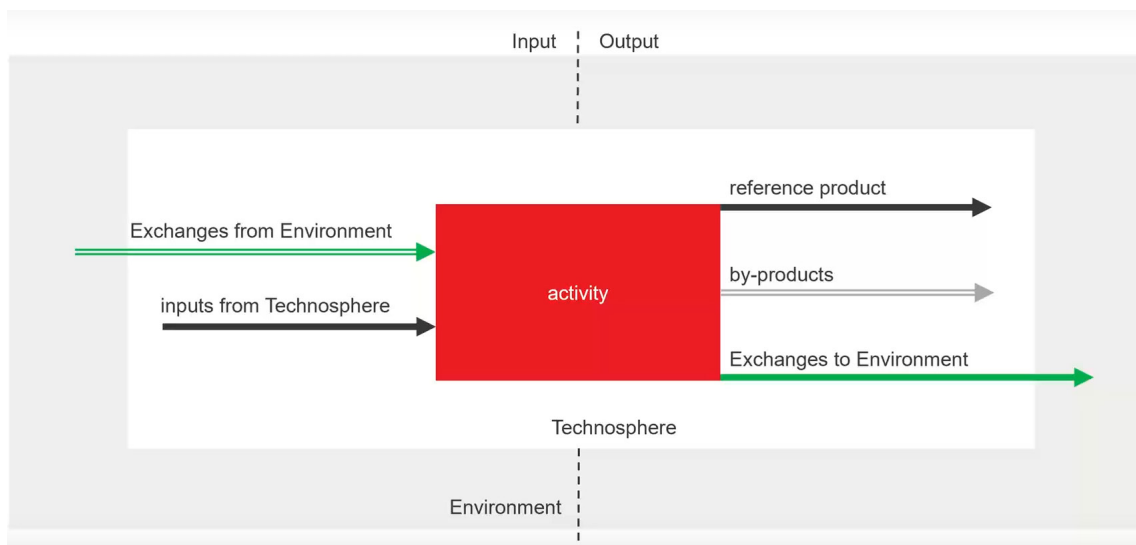 Input
Output
reference product
Exchanges from Environment
by-products
activity
inputs from Technosphere
Exchanges to Environment
Technosphere
Environment